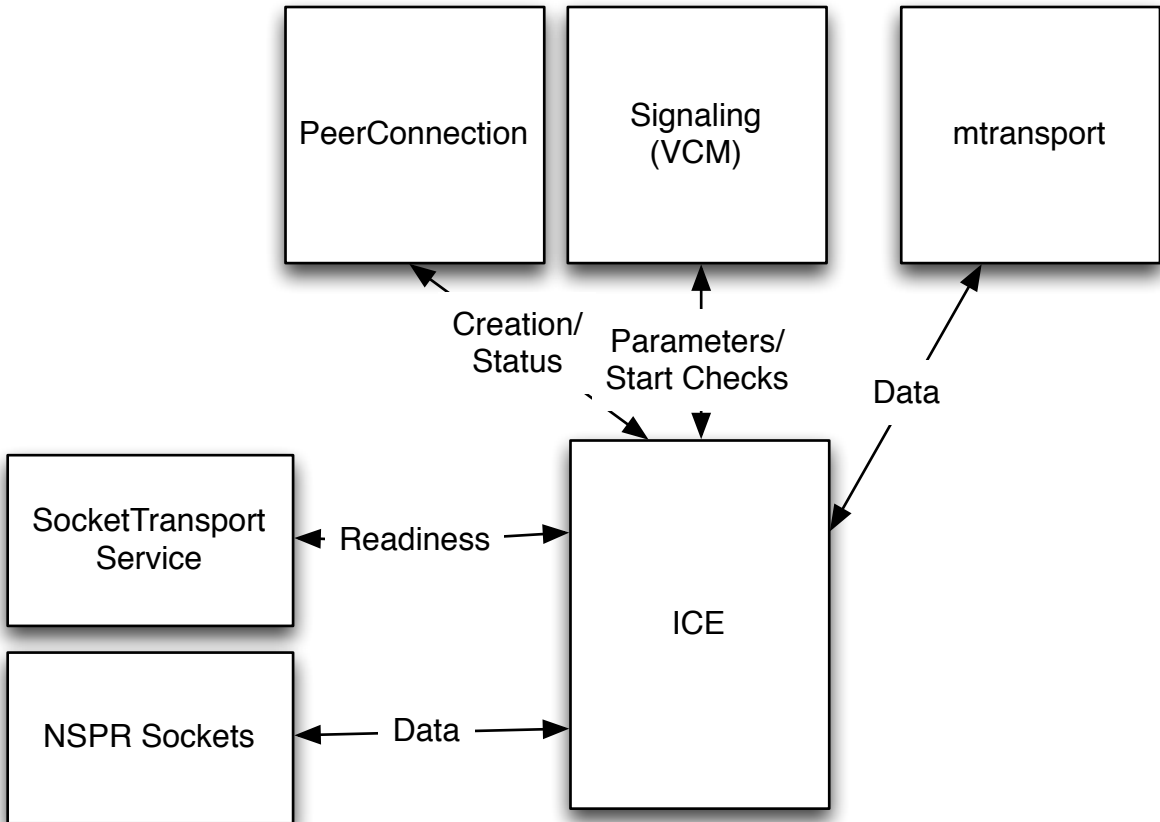 PeerConnection
Signaling
(VCM)
mtransport
Creation/
Status
Parameters/
Start Checks
Data
SocketTransport
Service
Readiness
ICE
NSPR Sockets
Data